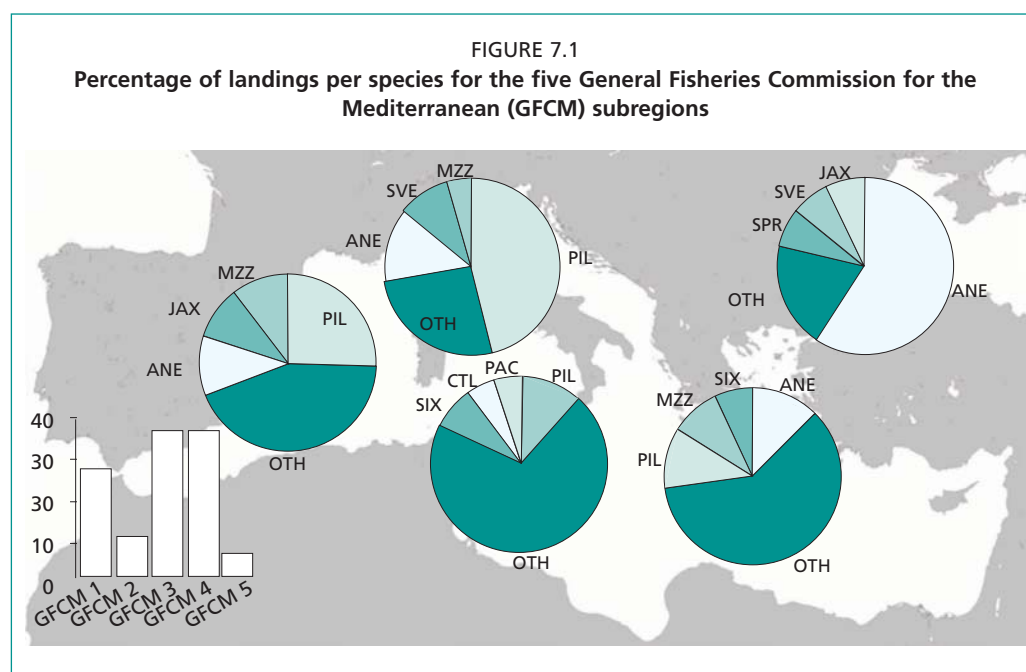 FIGURE 7.1
Percentage of landings per species for the five General Fisheries Commission for the
Mediterranean (GFCM) subregions
MZZ
SVE
ANE
PIL
OTH
JAX
SVE
SPR
OTH
ANE
MZZ
JAX
ANE
PIL
OTH
PAC
CTL
SIX
PIL
OTH
SIX
MZZ
PIL
ANE
OTH
40
30
30
10
0
GFCM 1
GFCM 2
GFCM 3
GFCM 4
GFCM 5